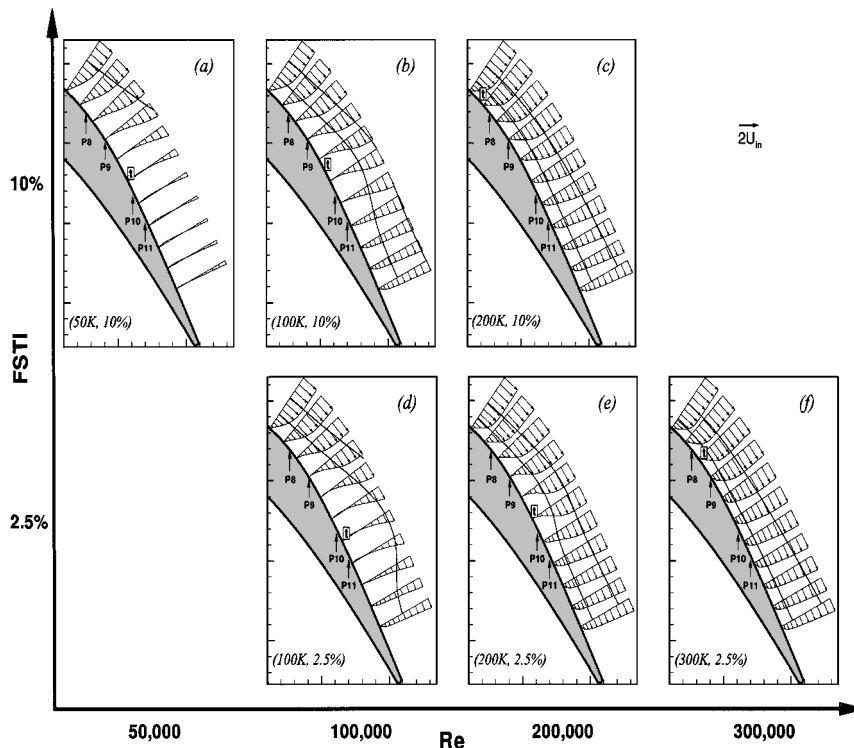 (a)
(b)
(c)
2U_in
P8
P9
t
P10
P11
(50K, 10%)
P8
P9
t
P10
P11
(100K, 10%)
t
P8
P9
P10
P11
(200K, 10%)
10%
FSTI
(d)
(e)
(f)
P8
P9
t
P10
P11
(100K, 2.5%)
P8
P9
t
P10
P11
(200K, 2.5%)
t
P8
P9
P10
P11
(300K, 2.5%)
2.5%
50,000
100,000
200,000
300,000
Re